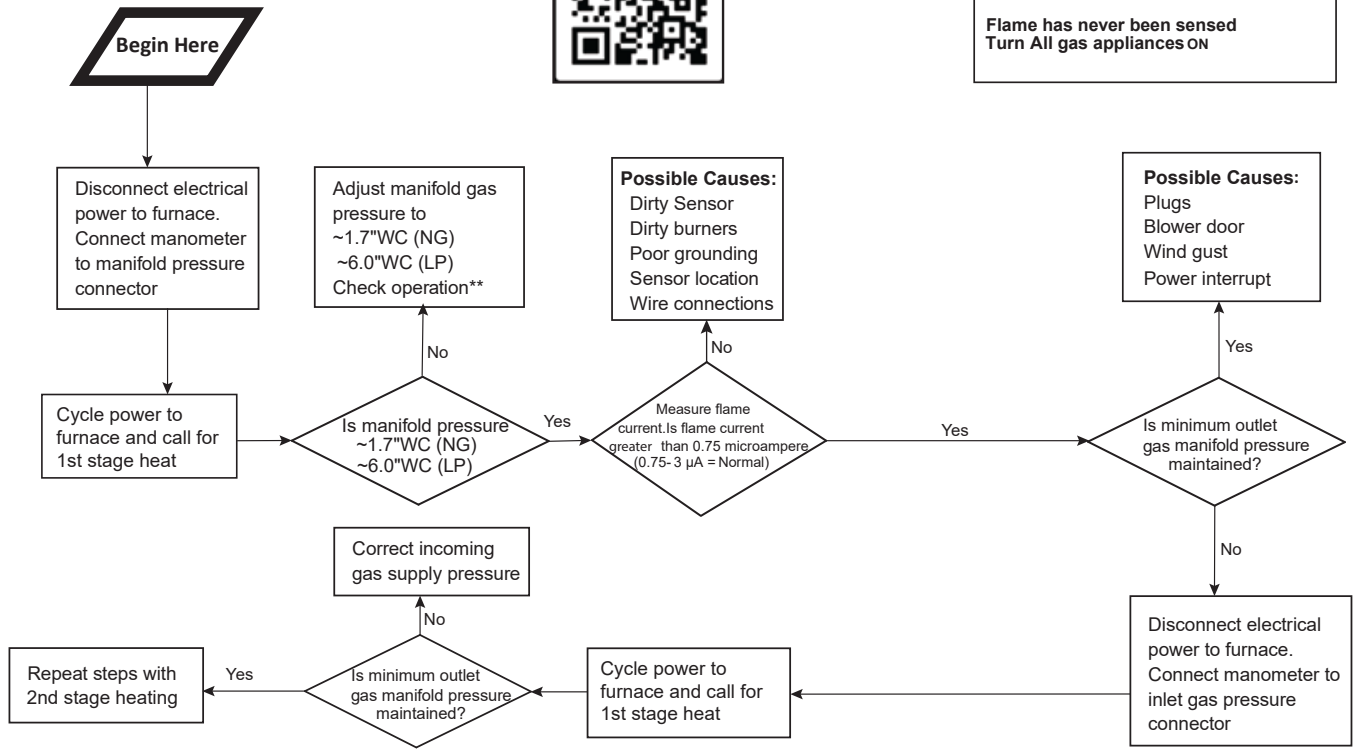 Begin Here
Flame has never been sensed
Turn All gas appliances ON
Disconnect electrical
power to furnace.
Connect manometer
to manifold pressure
connector
Adjust manifold gas
pressure to
~1.7"WC (NG)
~6.0"WC (LP)
Check operation**
Possible Causes:
Dirty Sensor
Dirty burners
Poor grounding
Sensor location
Wire connections
Possible Causes:
Plugs
Blower door
Wind gust
Power interrupt
No
No
Yes
Cycle power to
furnace and call for
1st stage heat
Is manifold pressure
~1.7"WC (NG)
~6.0"WC (LP)
Yes
Measure flame
current.Is flame current
greater than 0.75 microampere
(0.75- 3 µA = Normal)
Yes
Is minimum outlet
gas manifold pressure
maintained?
No
Correct incoming
gas supply pressure
No
Repeat steps with
2nd stage heating
Yes
Is minimum outlet
gas manifold pressure
maintained?
Cycle power to
furnace and call for
1st stage heat
Disconnect electrical
power to furnace.
Connect manometer to
inlet gas pressure
connector